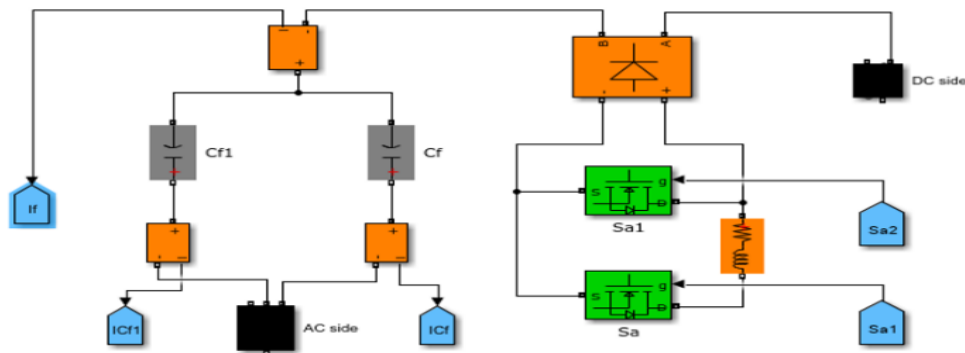 i
+
B
A
-
+
DC side
Cf1
Cf
If
S
g
D
Sa1
Sa2
+
-
i
+
-
i
S
g
D
Sa
Sa1
ICf1
AC side
ICf